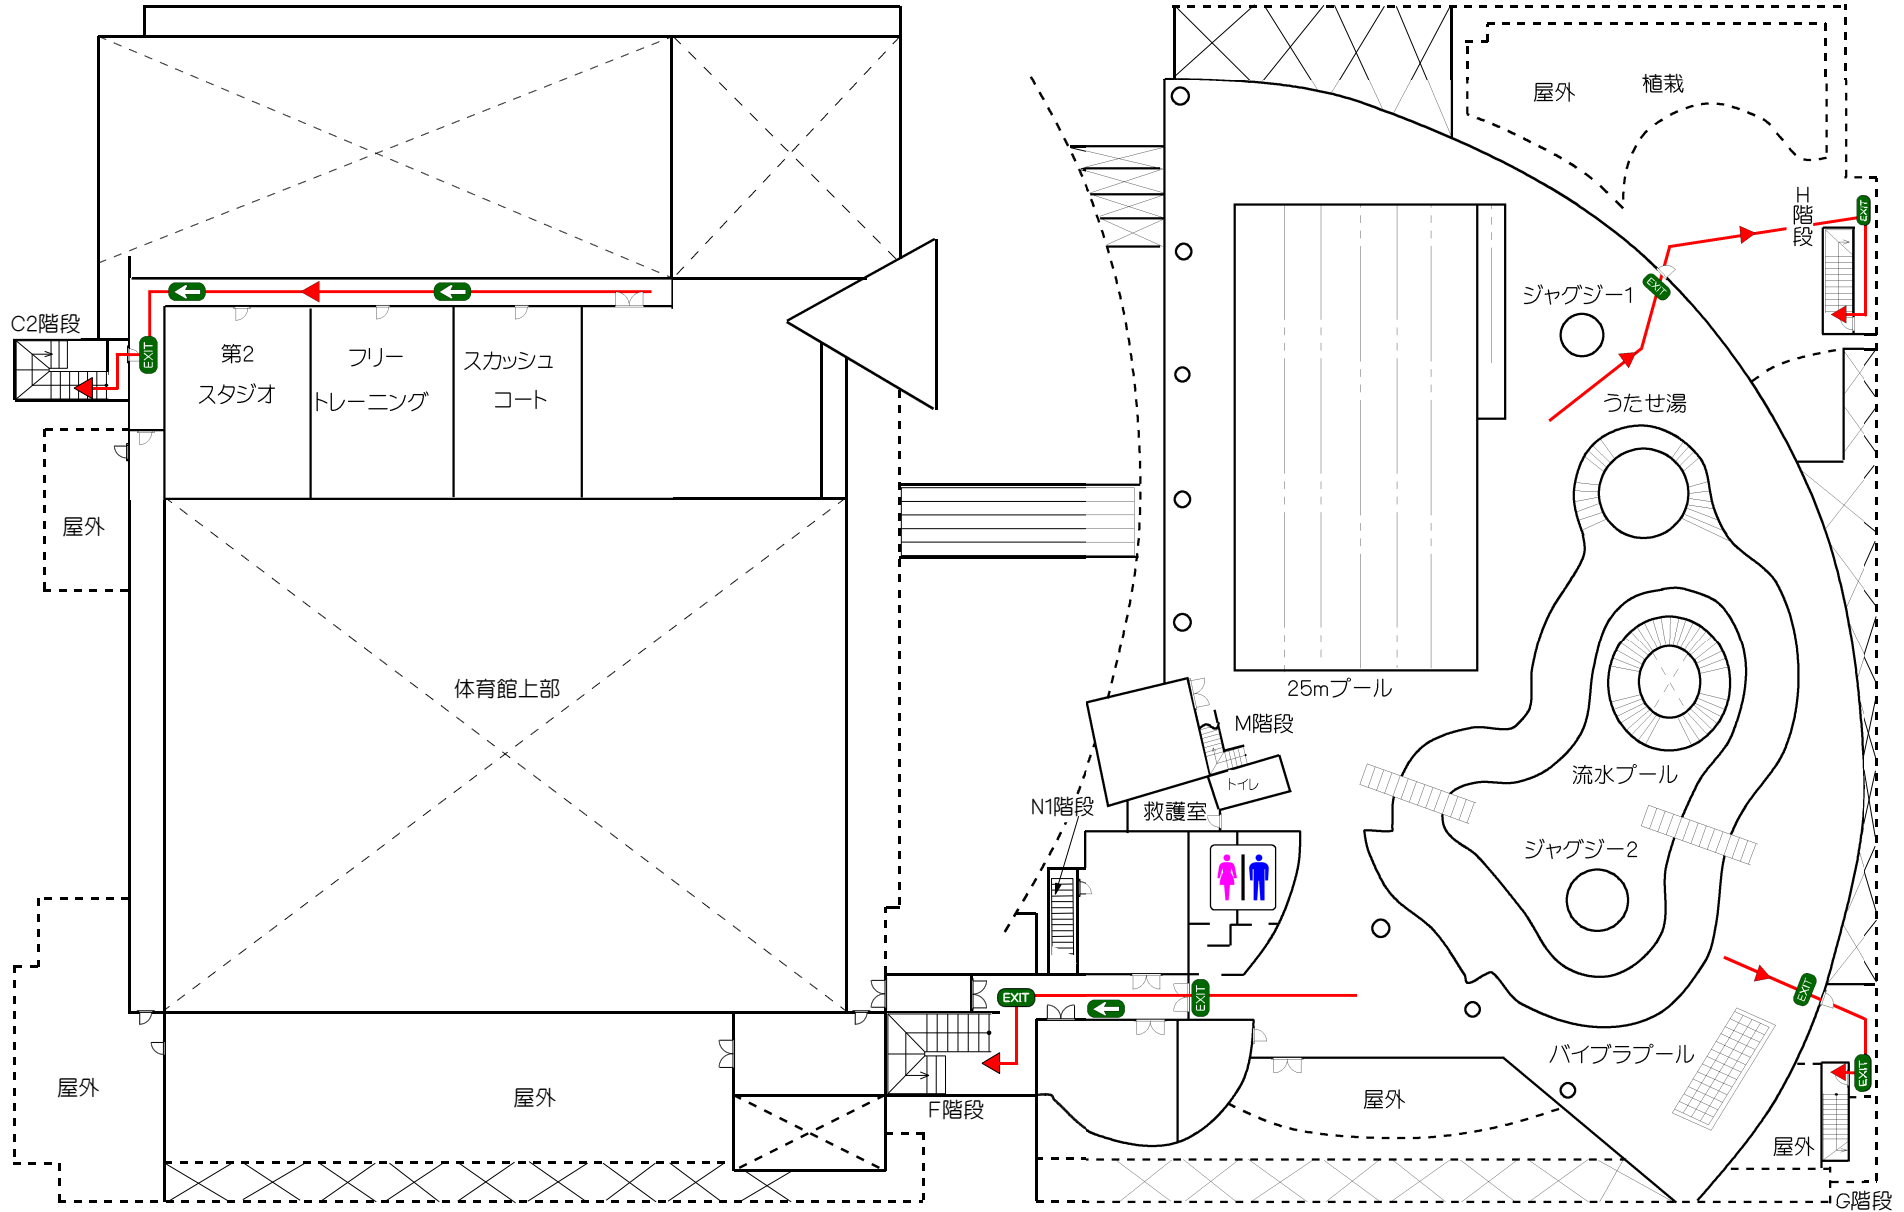 屋外
植栽
H階段
EXIT
EXIT
ジャグジー1
C2階段
EXIT
第2
スタジオ
フリー
トレーニング
スカッシュ
コート
うたせ湯
屋外
体育館上部
25mプール
M階段
トイレ
流水プール
N1階段
救護室
ジャグジー2
EXIT
EXIT
EXIT
バイブラプール
EXIT
屋外
屋外
F階段
屋外
屋外
G階段